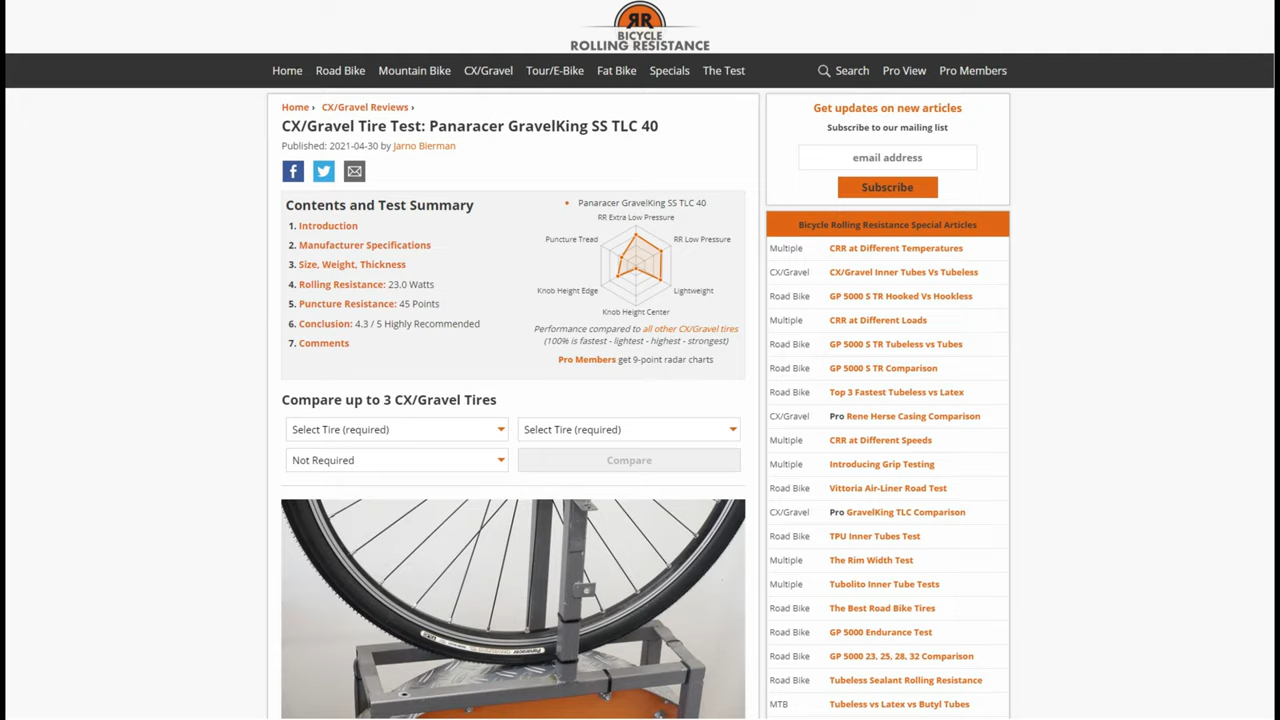 RR
BICYCLE
ROLLING RESISTANCE
Home Road Bike Mountain Bike CX/Gravel Tour/E-Bike Fat Bike Specials The Test Search Pro View Pro Members
Home › CX/Gravel Reviews ›
CX/Gravel Tire Test: Panaracer GravelKing SS TLC 40
Published: 2021-04-30 by Jarno Bierman
Contents and Test Summary
1. Introduction
2. Manufacturer Specifications
3. Size, Weight, Thickness
4. Rolling Resistance: 23.0 Watts
5. Puncture Resistance: 45 Points
6. Conclusion: 4.3 / 5 Highly Recommended
7. Comments
• Panaracer GravelKing SS TLC 40
RR Extra Low Pressure
Puncture Tread
RR Low Pressure
Knob Height Edge
Lightweight
Knob Height Center
Performance compared to all other CX/Gravel tires
(100% is fastest - lightest - highest - strongest)
Pro Members get 9-point radar charts
Compare up to 3 CX/Gravel Tires
Select Tire (required)
Select Tire (required)
Not Required
Compare
Panaracer
Get updates on new articles
Subscribe to our mailing list
email address
Subscribe
Bicycle Rolling Resistance Special Articles
Multiple CRR at Different Temperatures
CX/Gravel CX/Gravel Inner Tubes Vs Tubeless
Road Bike GP 5000 S TR Hooked Vs Hookless
Multiple CRR at Different Loads
Road Bike GP 5000 S TR Tubeless vs Tubes
Road Bike GP 5000 S TR Comparison
Road Bike Top 3 Fastest Tubeless vs Latex
CX/Gravel Pro Rene Herse Casing Comparison
Multiple CRR at Different Speeds
Multiple Introducing Grip Testing
Road Bike Vittoria Air-Liner Road Test
CX/Gravel Pro GravelKing TLC Comparison
Road Bike TPU Inner Tubes Test
Multiple The Rim Width Test
Multiple Tubolito Inner Tube Tests
Road Bike The Best Road Bike Tires
Road Bike GP 5000 Endurance Test
Road Bike GP 5000 23, 25, 28, 32 Comparison
Road Bike Tubeless Sealant Rolling Resistance
MTB Tubeless vs Latex vs Butyl Tubes